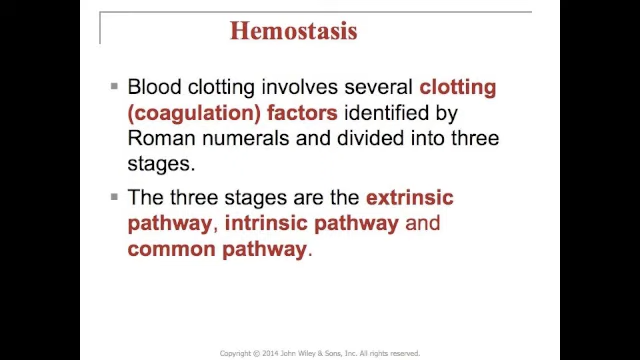 Hemostasis
Blood clotting involves several clotting
(coagulation) factors identified by
Roman numerals and divided into three
stages.
The three stages are the extrinsic
pathway, intrinsic pathway and
common pathway.
Copyright © 2014 John Wiley & Sons, Inc. All rights reserved.